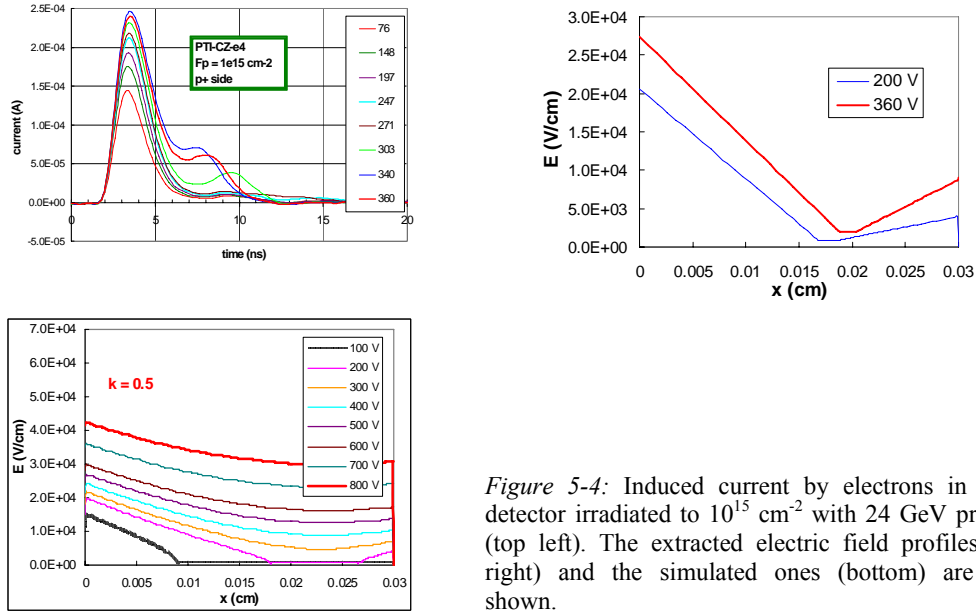 2.5E-04
2.0E-04
1.5E-04
1.0E-04
5.0E-05
0.0E+00
-5.0E-05
current (A)
0 5 10 15 20
time (ns)
PTI-CZ-e4
Fp = 1e15 cm-2
p+ side
76
148
197
247
271
303
340
360
3.0E+04
2.5E+04
2.0E+04
1.5E+04
1.0E+04
5.0E+03
0.0E+00
E (V/cm)
0 0.005 0.01 0.015 0.02 0.025 0.03
x (cm)
200 V
360 V
7.0E+04
6.0E+04
5.0E+04
4.0E+04
3.0E+04
2.0E+04
1.0E+04
0.0E+00
E (V/cm)
0 0.005 0.01 0.015 0.02 0.025 0.03
x (cm)
k = 0.5
100 V
200 V
300 V
400 V
500 V
600 V
700 V
800 V
Figure 5-4: Induced current by electrons in
detector irradiated to 10¹⁵ cm⁻² with 24 GeV pr
(top left). The extracted electric field profiles
right) and the simulated ones (bottom) are
shown.